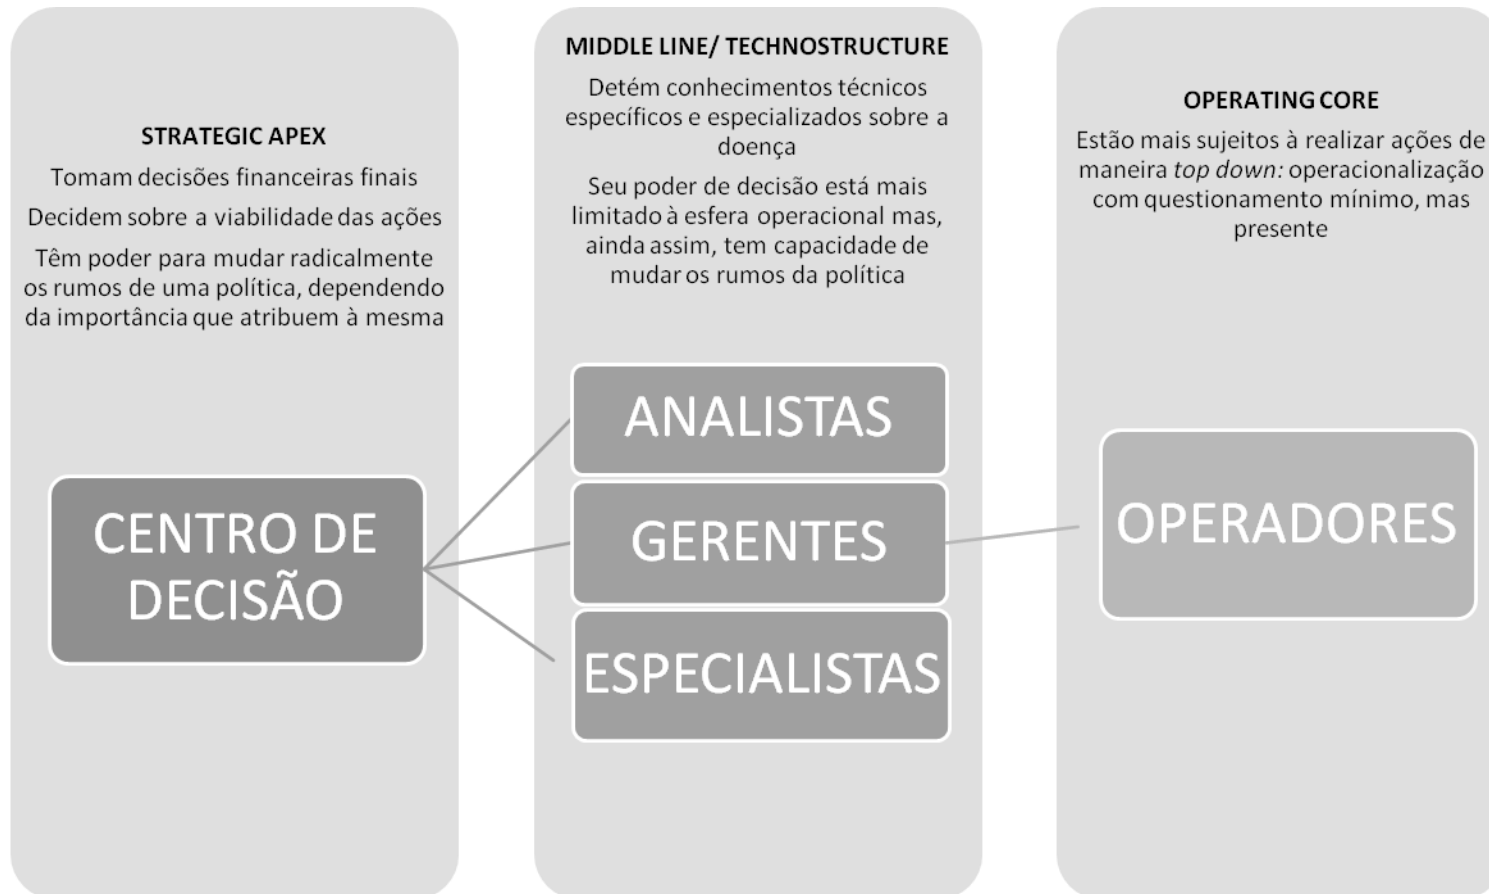 STRATEGIC APEX
Tomam decisões financeiras finais
Decidem sobre a viabilidade das ações
Têm poder para mudar radicalmente
os rumos de uma política, dependendo
da importância que atribuem à mesma
CENTRO DE
DECISÃO
MIDDLE LINE/ TECHNOSTRUCTURE
Detém conhecimentos técnicos
específicos e especializados sobre a
doença
Seu poder de decisão está mais
limitado à esfera operacional mas,
ainda assim, tem capacidade de
mudar os rumos da política
ANALISTAS
GERENTES
ESPECIALISTAS
OPERATING CORE
Estão mais sujeitos à realizar ações de
maneira top down: operacionalização
com questionamento mínimo, mas
presente
OPERADORES